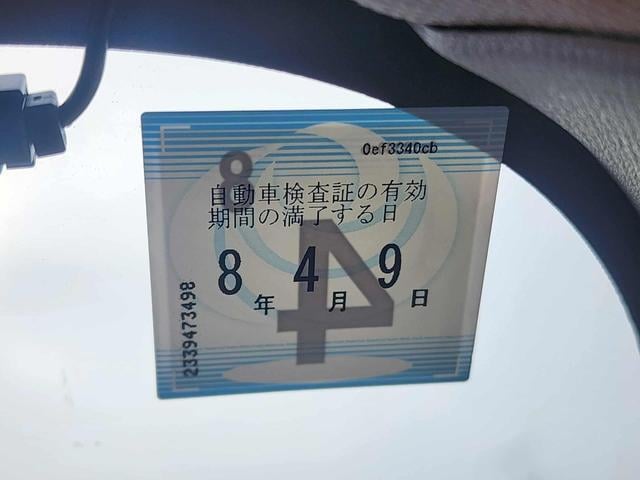 0ef3340cb
自動車検査証の有効
期間の満了する日
8年4月9日
2339473498